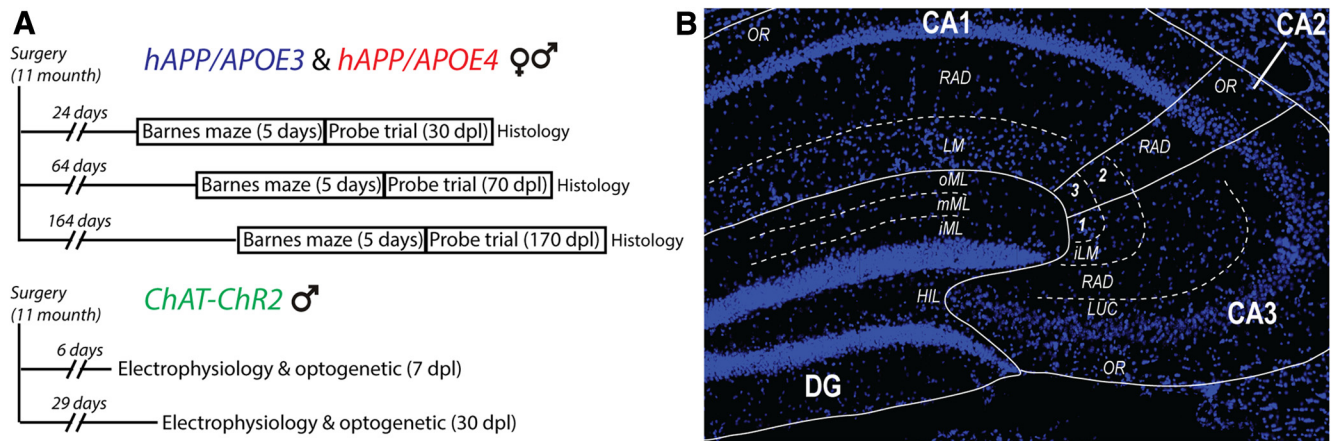 A
Surgery
(11 mounth)
hAPP/APOE3 & hAPP/APOE4 ♀♂
24 days
Barnes maze (5 days) Probe trial (30 dpl) Histology
64 days
Barnes maze (5 days) Probe trial (70 dpl) Histology
164 days
Barnes maze (5 days) Probe trial (170 dpl) Histology
Surgery
(11 mounth)
ChAT-ChR2 ♂
6 days
Electrophysiology & optogenetic (7 dpl)
29 days
Electrophysiology & optogenetic (30 dpl)
B
OR
CA1
CA2
RAD
OR
LM
RAD
oML
2
3
mML
1
iML
iLM
RAD
HIL
LUC
CA3
OR
DG